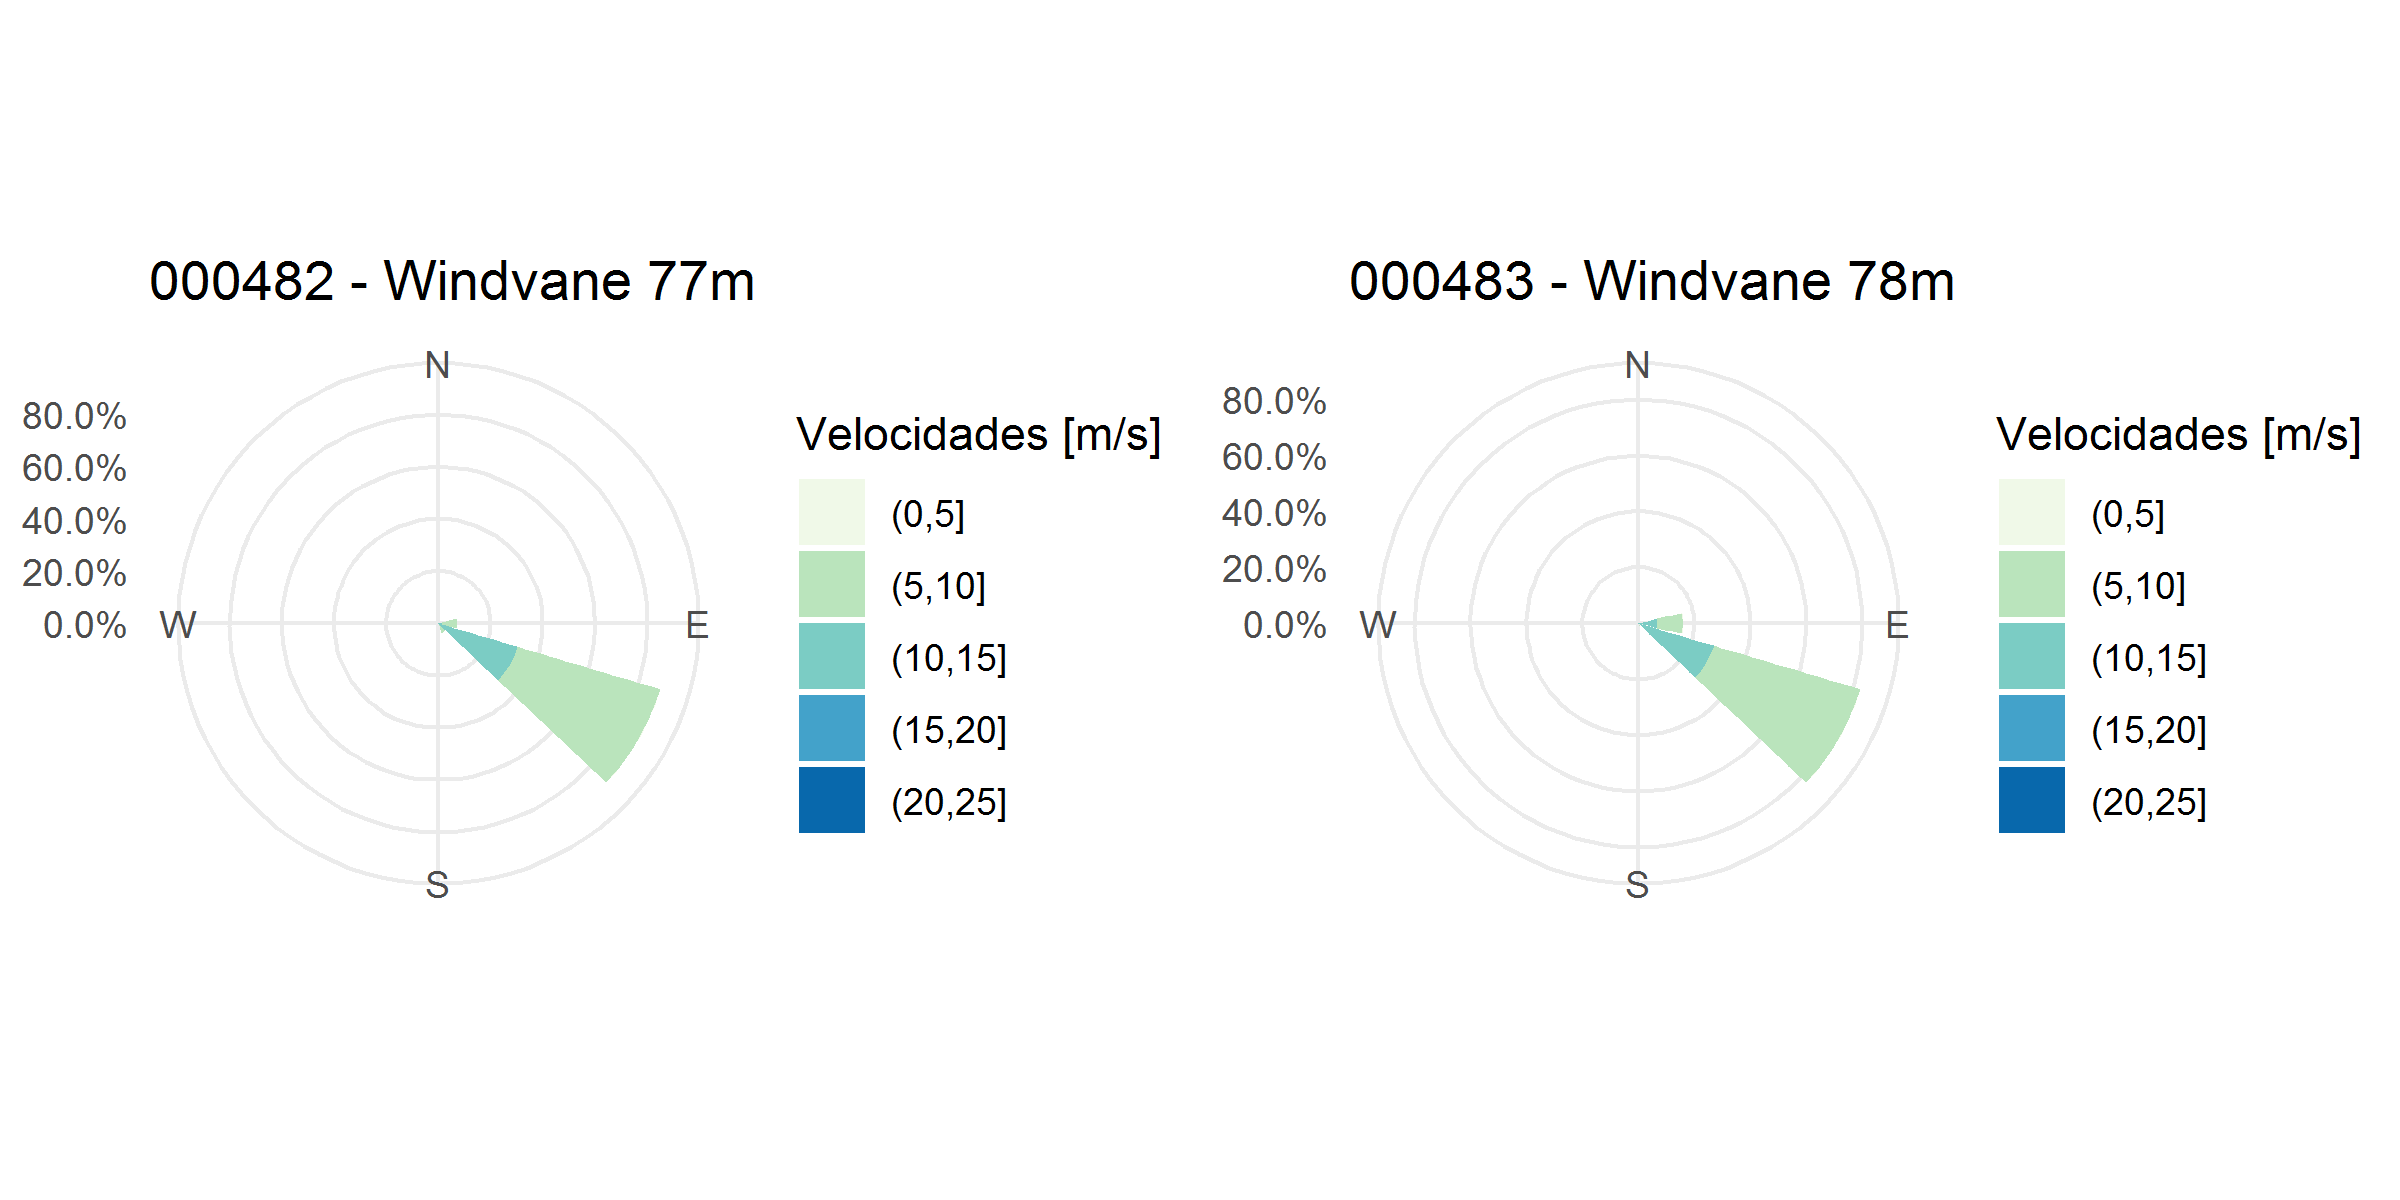 000482 - Windvane 77m
N
80.0%
60.0%
40.0%
20.0%
0.0%
W
E
S
Velocidades [m/s]
(0,5]
(5,10]
(10,15]
(15,20]
(20,25]
000483 - Windvane 78m
N
80.0%
60.0%
40.0%
20.0%
0.0%
W
E
S
Velocidades [m/s]
(0,5]
(5,10]
(10,15]
(15,20]
(20,25]